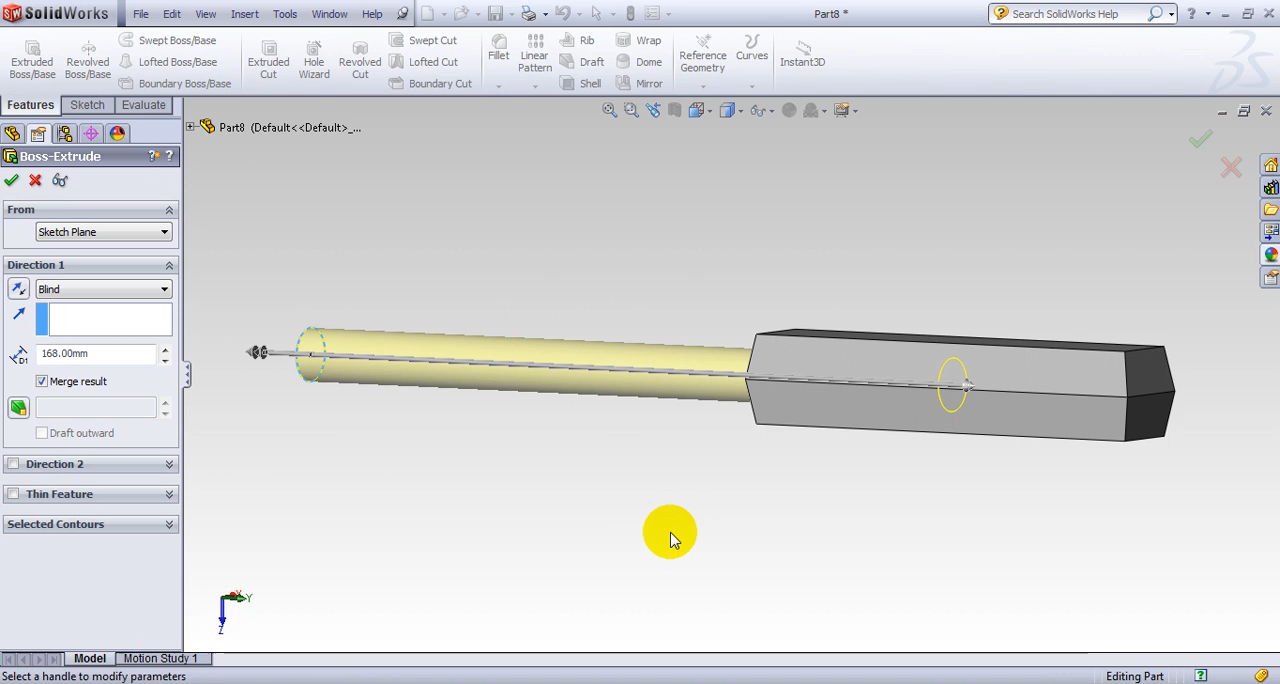 SolidWorks File Edit View Insert Tools Window Help Part8 * Search SolidWorks Help ?
Extruded Boss/Base
Revolved Boss/Base
Swept Boss/Base
Lofted Boss/Base
Boundary Boss/Base
Extruded Cut
Hole Wizard
Revolved Cut
Swept Cut
Lofted Cut
Boundary Cut
Fillet
Linear Pattern
Rib
Draft
Shell
Wrap
Dome
Mirror
Reference Geometry
Curves
Instant3D
Features Sketch Evaluate
Part8 (Default<<Default>_...
Boss-Extrude ? ?
From
Sketch Plane
Direction 1
Blind
D1 168.00mm
Merge result
Draft outward
Direction 2
Thin Feature
Selected Contours
X Y
Z
Model Motion Study 1
Select a handle to modify parameters Editing Part ?